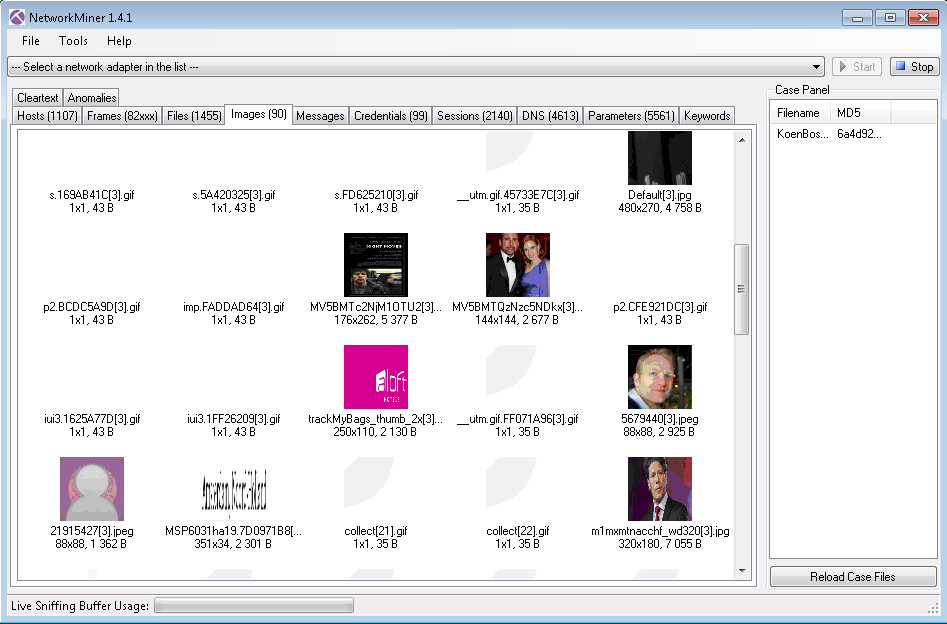 NetworkMiner 1.4.1
File Tools Help
--- Select a network adapter in the list ---
Start
Stop
Case Panel
Cleartext Anomalies
Hosts (1107) Frames (82xxx) Files (1455) Images (90) Messages Credentials (99) Sessions (2140) DNS (4613) Parameters (5561) Keywords
Filename MD5
KoenBos... 6a4d92...
s.169AB41C[3].gif
1x1, 43 B
s.5A420325[3].gif
1x1, 43 B
s.FD625210[3].gif
1x1, 43 B
__utm.gif.45733E7C[3].gif
1x1, 35 B
Default[3].jpg
480x270, 4 758 B
NIGHT MOVES
p2.BCDC5A9D[3].gif
1x1, 43 B
imp.FADDAD64[3].gif
1x1, 43 B
MV5BMTc2NjM1OTU2[3]...
176x262, 5 377 B
MV5BMTQzNzc5NDkx[3]...
144x144, 2 677 B
p2.CFE921DC[3].gif
1x1, 43 B
aloft
HOTELS
iui3.1625A77D[3].gif
1x1, 43 B
iui3.1FF26209[3].gif
1x1, 43 B
trackMyBags_thumb_2x[3]...
250x110, 2 130 B
__utm.gif.FF071A96[3].gif
1x1, 35 B
5679440[3].jpeg
88x88, 2 925 B
21915427[3].jpeg
88x88, 1 362 B
MSP6031ha19.7D0971B8[...
351x34, 2 301 B
collect[21].gif
1x1, 35 B
collect[22].gif
1x1, 35 B
m1mxmtnacchf_wd320[3].jpg
320x180, 7 055 B
Reload Case Files
Live Sniffing Buffer Usage: